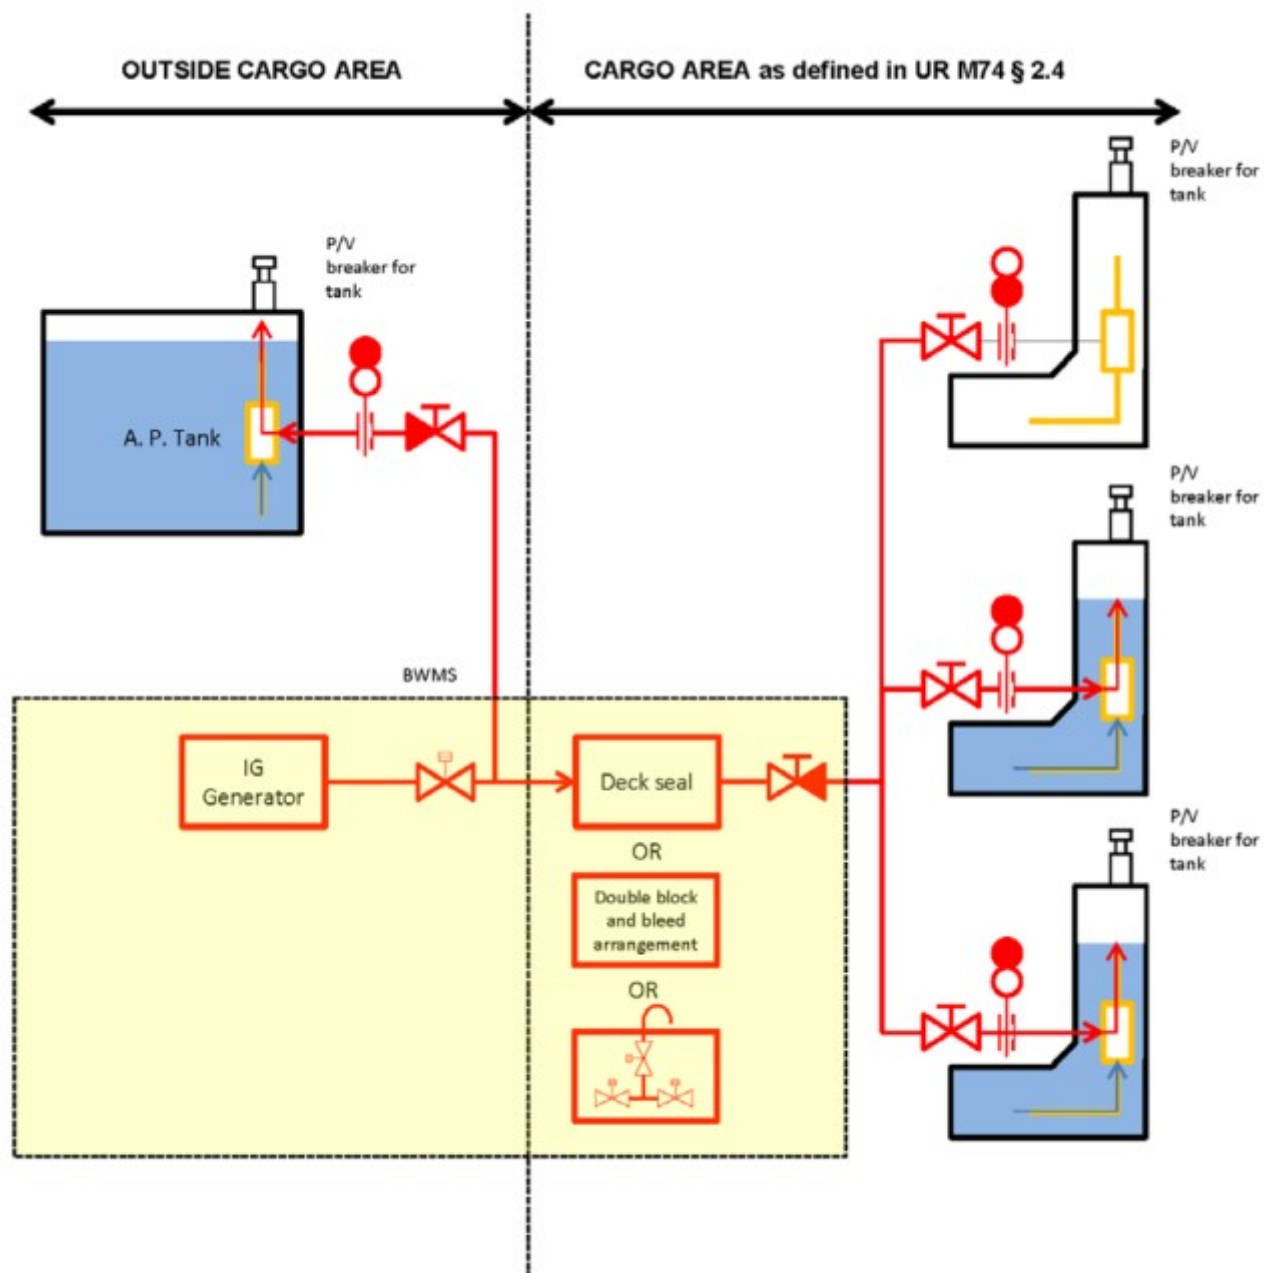 OUTSIDE CARGO AREA
CARGO AREA as defined in UR M74 § 2.4
P/V
breaker for
tank
P/V
breaker for
tank
A. P. Tank
P/V
breaker for
tank
BWMS
IG
Generator
Deck seal
OR
Double block
and bleed
arrangement
OR
P/V
breaker for
tank